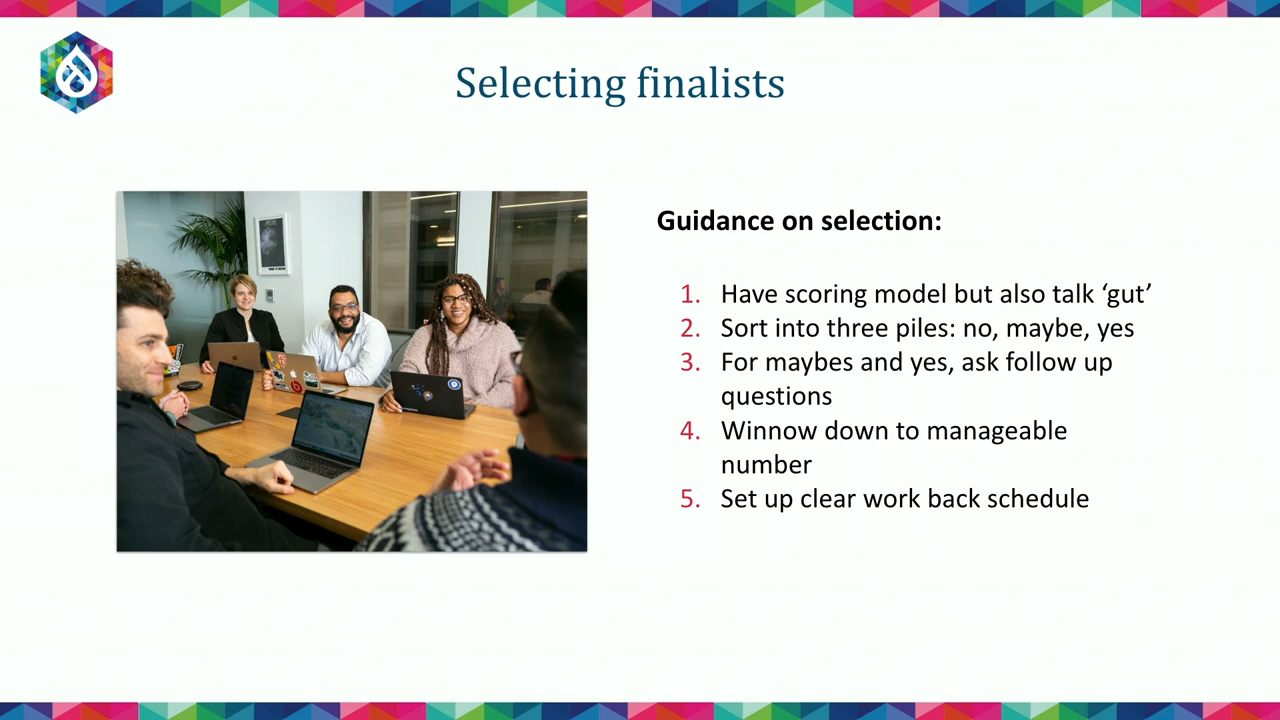 Selecting finalists
Guidance on selection:
1. Have scoring model but also talk ‘gut’
2. Sort into three piles: no, maybe, yes
3. For maybes and yes, ask follow up
questions
4. Winnow down to manageable
number
5. Set up clear work back schedule